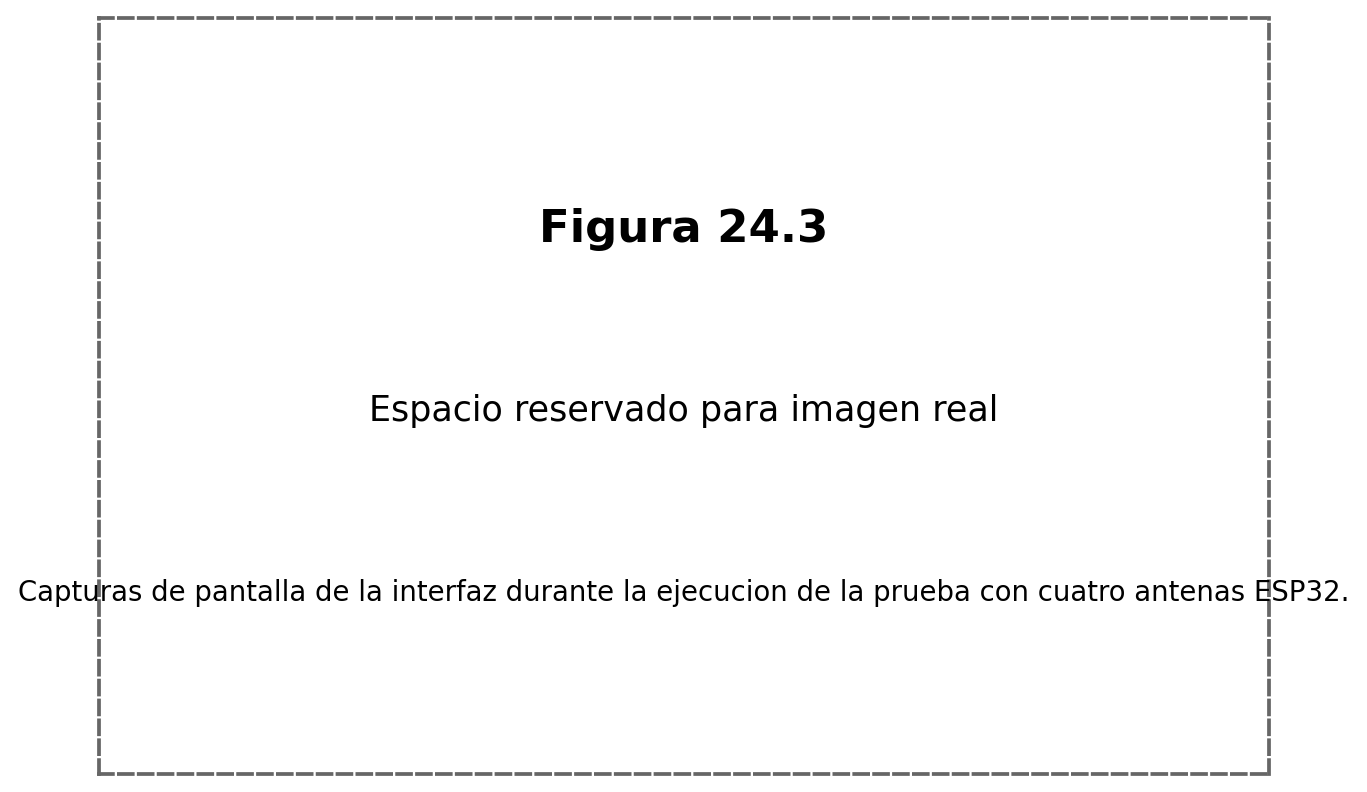 Figura 24.3
Espacio reservado para imagen real
Capturas de pantalla de la interfaz durante la ejecucion de la prueba con cuatro antenas ESP32.